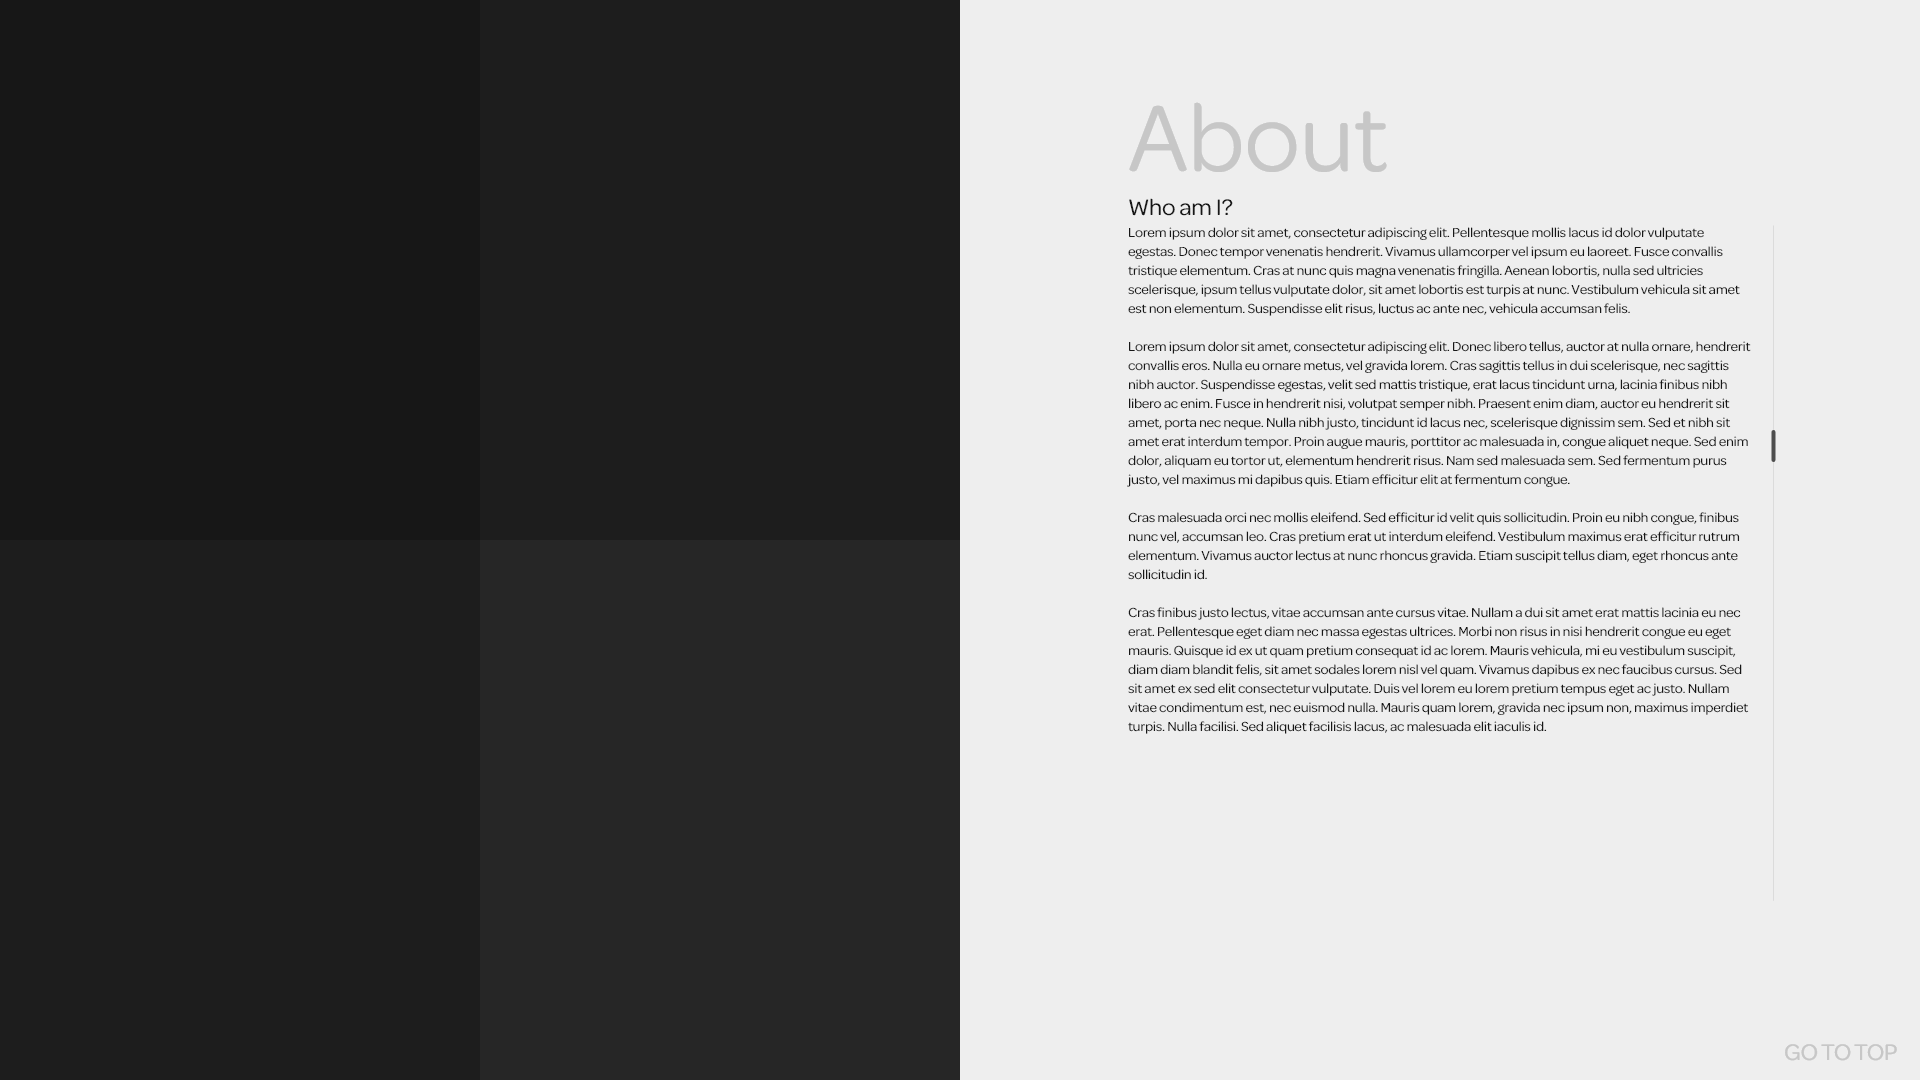 About
Who am I?
Lorem ipsum dolor sit amet, consectetur adipiscing elit. Pellentesque mollis lacus id dolor vulputate
egestas. Donec tempor venenatis hendrerit. Vivamus ullamcorper vel ipsum eu laoreet. Fusce convallis
tristique elementum. Cras at nunc quis magna venenatis fringilla. Aenean lobortis, nulla sed ultricies
scelerisque, ipsum tellus vulputate dolor, sit amet lobortis est turpis at nunc. Vestibulum vehicula sit amet
est non elementum. Suspendisse elit risus, luctus ac ante nec, vehicula accumsan felis.
Lorem ipsum dolor sit amet, consectetur adipiscing elit. Donec libero tellus, auctor at nulla ornare, hendrerit
convallis eros. Nulla eu ornare metus, vel gravida lorem. Cras sagittis tellus in dui scelerisque, nec sagittis
nibh auctor. Suspendisse egestas, velit sed mattis tristique, erat lacus tincidunt urna, lacinia finibus nibh
libero ac enim. Fusce in hendrerit nisi, volutpat semper nibh. Praesent enim diam, auctor eu hendrerit sit
amet, porta nec neque. Nulla nibh justo, tincidunt id lacus nec, scelerisque dignissim sem. Sed et nibh sit
amet erat interdum tempor. Proin augue mauris, porttitor ac malesuada in, congue aliquet neque. Sed enim
dolor, aliquam eu tortor ut, elementum hendrerit risus. Nam sed malesuada sem. Sed fermentum purus
justo, vel maximus mi dapibus quis. Etiam efficitur elit at fermentum congue.
Cras malesuada orci nec mollis eleifend. Sed efficitur id velit quis sollicitudin. Proin eu nibh congue, finibus
nunc vel, accumsan leo. Cras pretium erat ut interdum eleifend. Vestibulum maximus erat efficitur rutrum
elementum. Vivamus auctor lectus at nunc rhoncus gravida. Etiam suscipit tellus diam, eget rhoncus ante
sollicitudin id.
Cras finibus justo lectus, vitae accumsan ante cursus vitae. Nullam a dui sit amet erat mattis lacinia eu nec
erat. Pellentesque eget diam nec massa egestas ultrices. Morbi non risus in nisi hendrerit congue eu eget
mauris. Quisque id ex ut quam pretium consequat id ac lorem. Mauris vehicula, mi eu vestibulum suscipit,
diam diam blandit felis, sit amet sodales lorem nisl vel quam. Vivamus dapibus ex nec faucibus cursus. Sed
sit amet ex sed elit consectetur vulputate. Duis vel lorem eu lorem pretium tempus eget ac justo. Nullam
vitae condimentum est, nec euismod nulla. Mauris quam lorem, gravida nec ipsum non, maximus imperdiet
turpis. Nulla facilisi. Sed aliquet facilisis lacus, ac malesuada elit iaculis id.
GO TO TOP